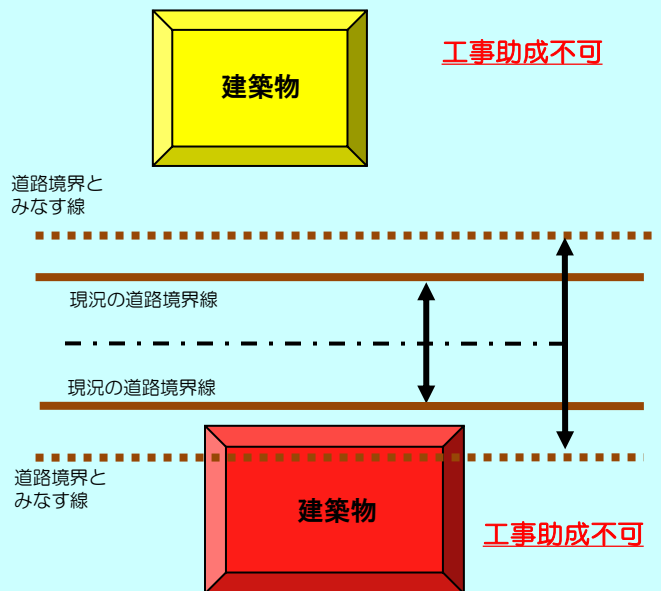 工事助成不可
建築物
道路境界と
みなす線
現況の道路境界線
現況の道路境界線
道路境界と
みなす線
建築物
工事助成不可